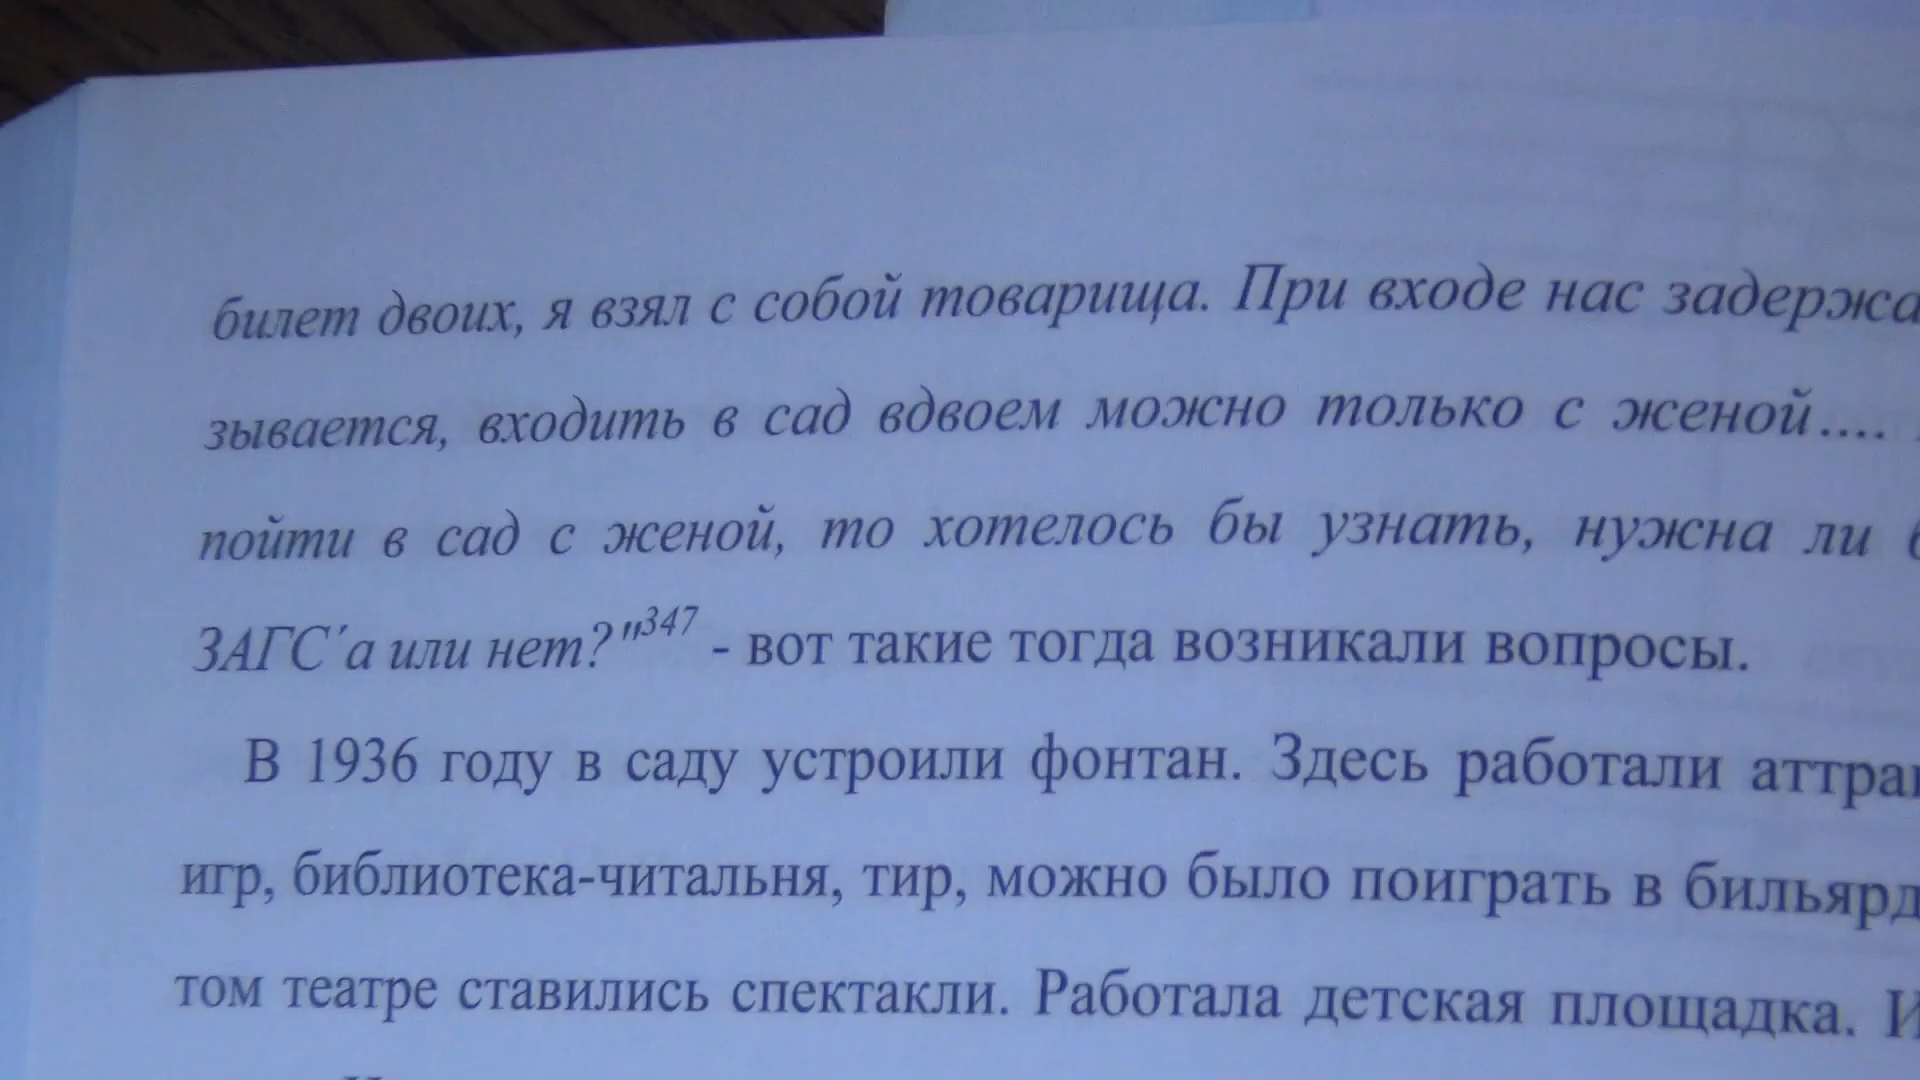 билет двоих, я взял с собой товарища. При входе нас задержа
зывается, входить в сад вдвоем можно только с женой....
пойти в сад с женой, то хотелось бы узнать, нужна ли
ЗАГС´а или нет?"347 - вот такие тогда возникали вопросы.
В 1936 году в саду устроили фонтан. Здесь работали аттра
игр, библиотека-читальня, тир, можно было поиграть в бильярд
том театре ставились спектакли. Работала детская площадка. И